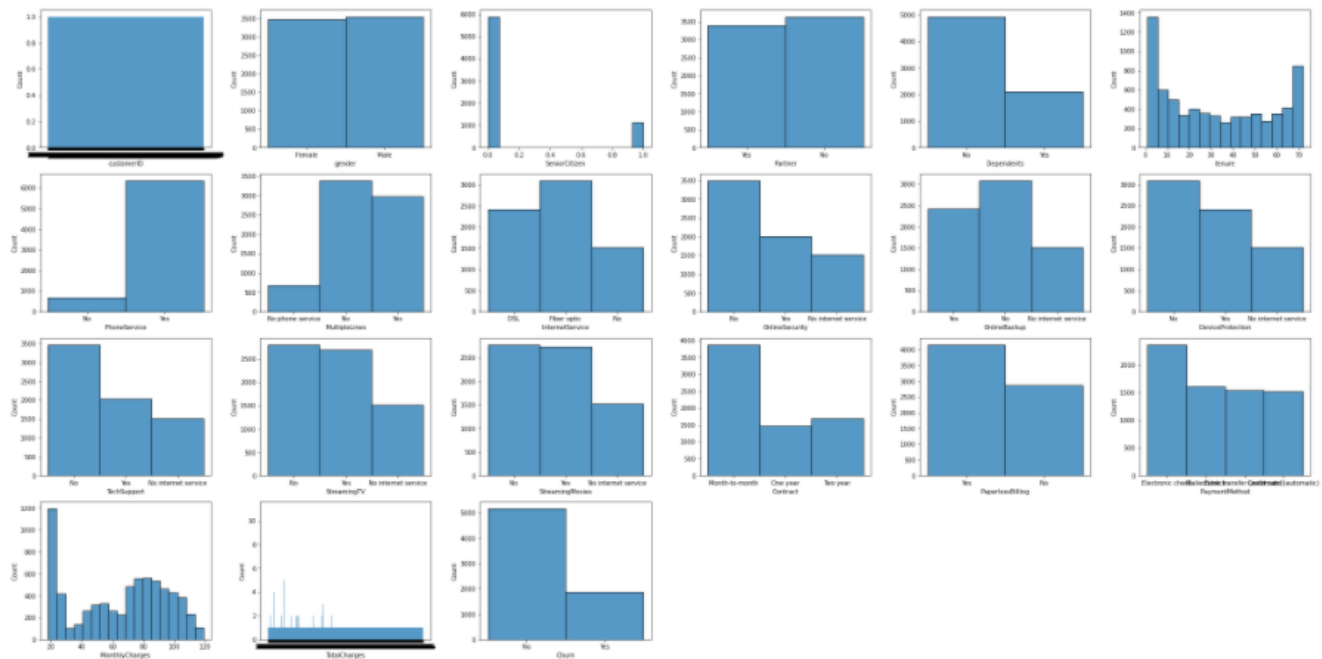 1.0
0.8
0.6
0.4
0.2
0.0
Count
customerID
3500
3000
2500
2000
1500
1000
500
0
Count
Female Male
gender
6000
5000
4000
3000
2000
1000
0
Count
0.0 0.2 0.4 0.6 0.8 1.0
SeniorCitizen
3500
3000
2500
2000
1500
1000
500
0
Count
Yes No
Partner
5000
4000
3000
2000
1000
0
Count
No Yes
Dependents
1400
1200
1000
800
600
400
200
0
Count
0 10 20 30 40 50 60 70
tenure
6000
5000
4000
3000
2000
1000
0
Count
No Yes
PhoneService
3500
3000
2500
2000
1500
1000
500
0
Count
No phone service No Yes
MultipleLines
3000
2500
2000
1500
1000
500
0
Count
DSL Fiber optic No
InternetService
3500
3000
2500
2000
1500
1000
500
0
Count
No Yes No internet service
OnlineSecurity
3000
2500
2000
1500
1000
500
0
Count
Yes No No internet service
OnlineBackup
3000
2500
2000
1500
1000
500
0
Count
No Yes No internet service
DeviceProtection
3500
3000
2500
2000
1500
1000
500
0
Count
No Yes No internet service
TechSupport
2500
2000
1500
1000
500
0
Count
No Yes No internet service
StreamingTV
2500
2000
1500
1000
500
0
Count
No Yes No internet service
StreamingMovies
4000
3500
3000
2500
2000
1500
1000
500
0
Count
Month-to-month One year Two year
Contract
4000
3500
3000
2500
2000
1500
1000
500
0
Count
Yes No
PaperlessBilling
2000
1500
1000
500
0
Count
Electronic check (automatic)
PaymentMethod
1200
1000
800
600
400
200
0
Count
20 40 60 80 100 120
MonthlyCharges
10
8
6
4
2
0
Count
TotalCharges
5000
4000
3000
2000
1000
0
Count
No Yes
Churn